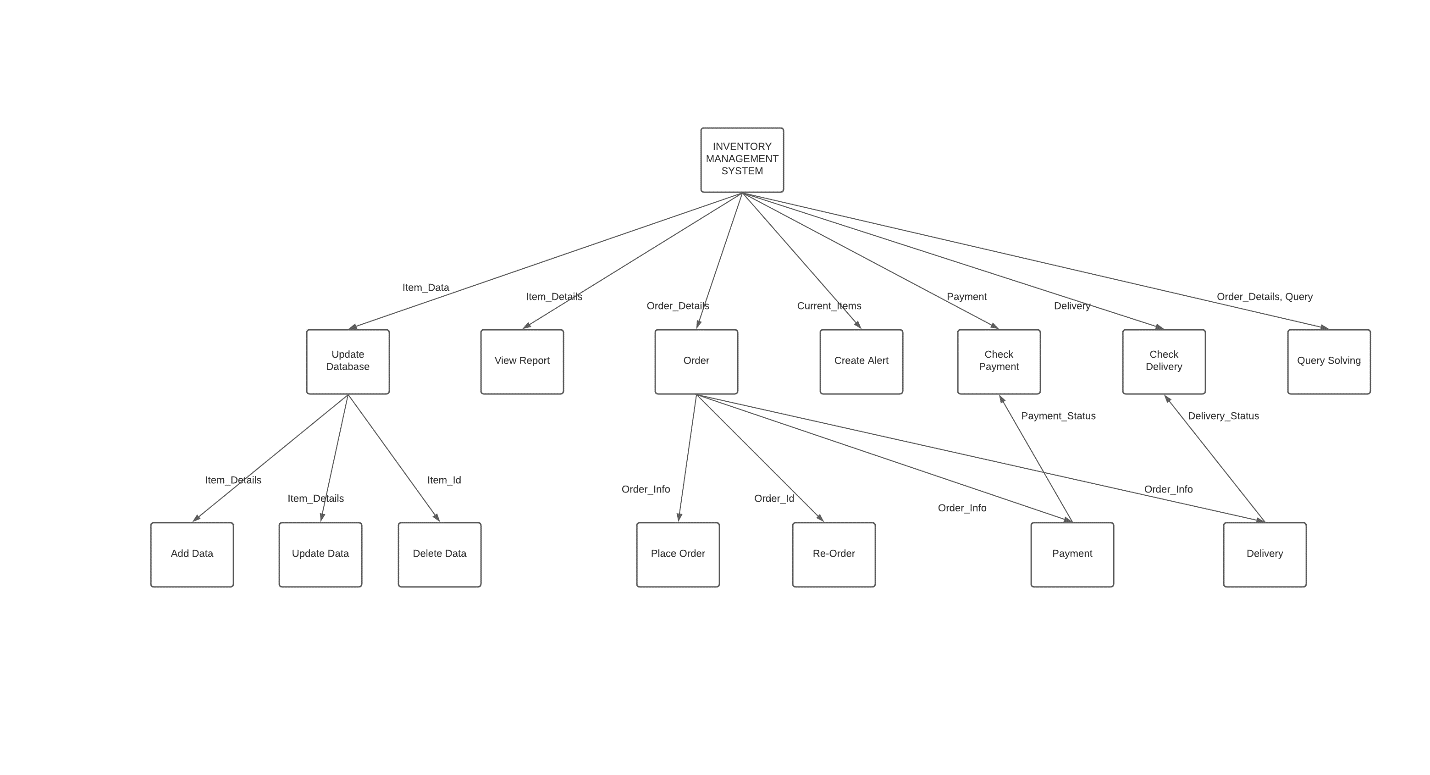 INVENTORY
MANAGEMENT
SYSTEM
Item_Data
Item_Details
Order_Details
Current_Items
Payment
Delivery
Order_Details, Query
Update
Database
View Report
Order
Create Alert
Check
Payment
Check
Delivery
Query Solving
Payment_Status
Delivery_Status
Item_Details
Item_Details
Item_Id
Order_Info
Order_Id
Order_Info
Order_Info
Add Data
Update Data
Delete Data
Place Order
Re-Order
Payment
Delivery